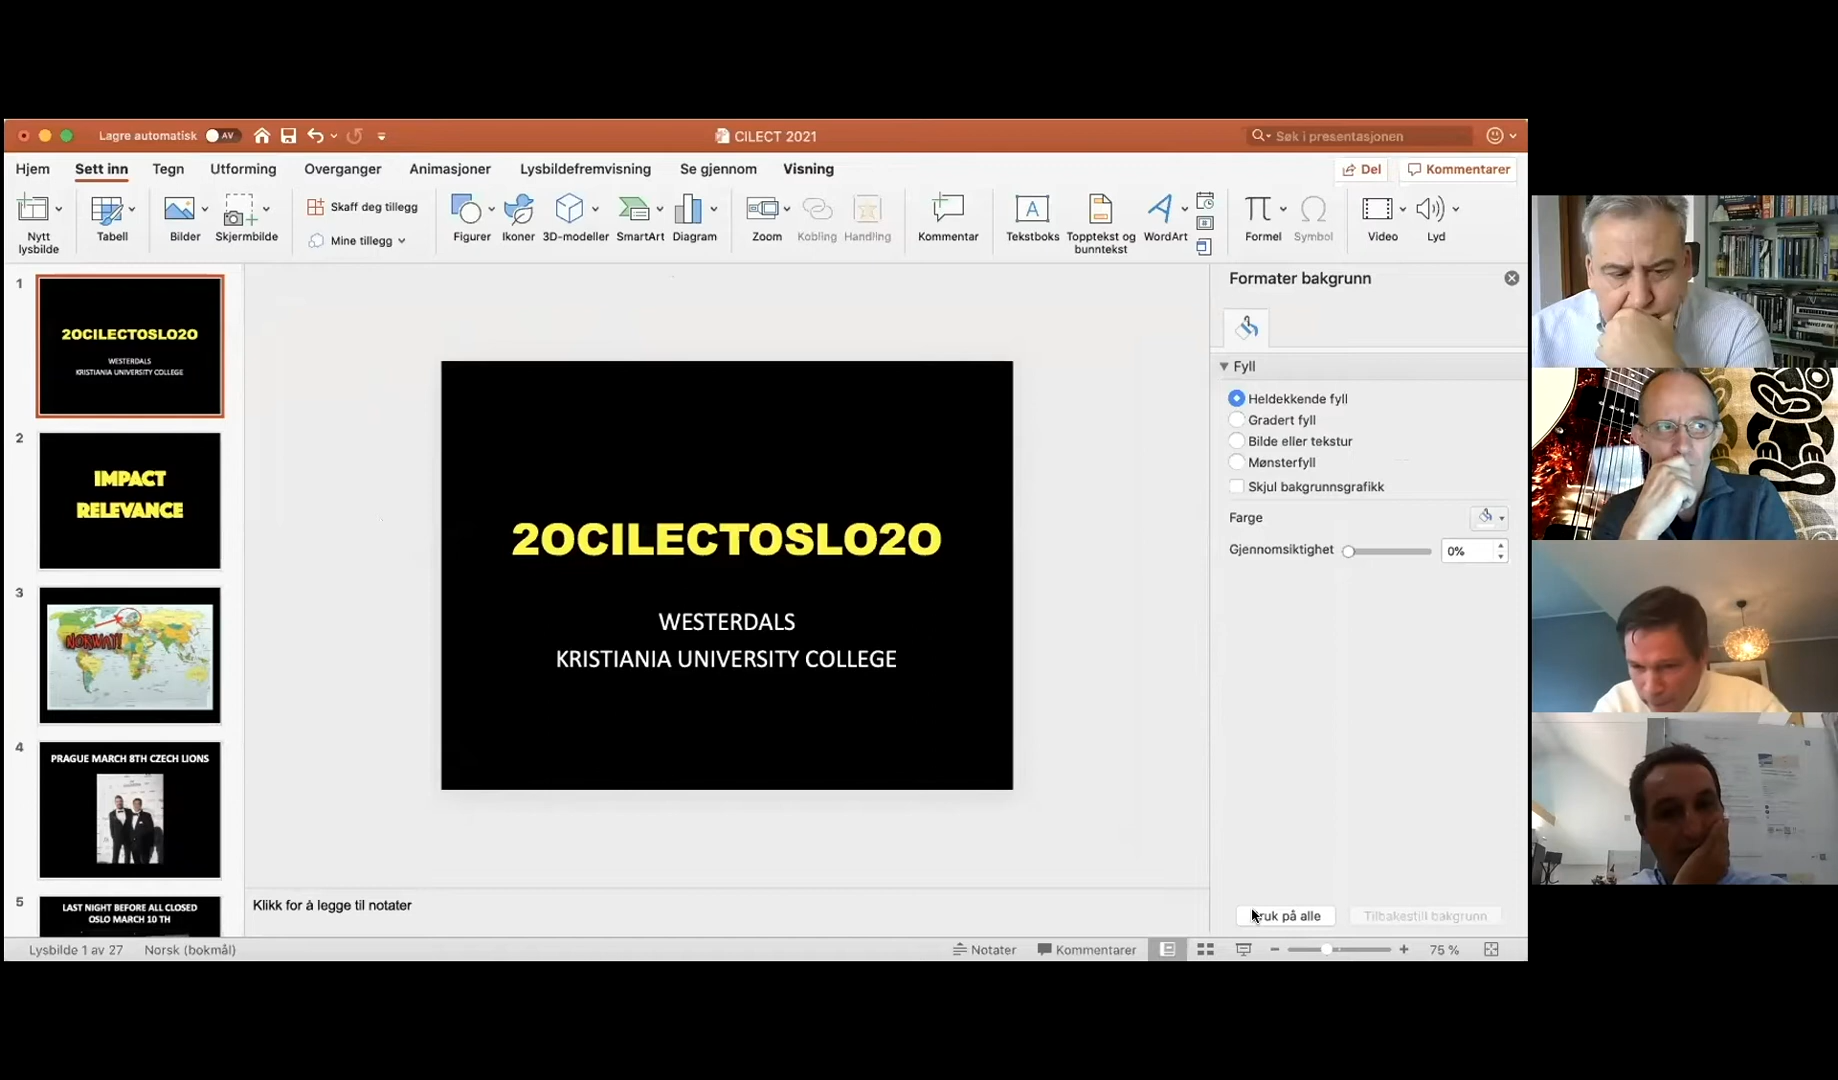 Lagre automatisk AV
CILECT 2021
Søk i presentasjonen
Hjem Sett inn Tegn Utforming Overganger Animasjoner Lysbildefremvisning Se gjennom Visning
Del Kommentarer
Nytt lysbilde
Tabell
Bilder
Skjermbilde
Skaff deg tillegg
Mine tillegg
Figurer
Ikoner
3D-modeller
SmartArt
Diagram
Zoom
Kobling
Handling
Kommentar
Tekstboks
Topptekst og bunntekst
WordArt
Formel
Symbol
Video
Lyd
1
2OCILECTOSLO2O
WESTERDALS
KRISTIANIA UNIVERSITY COLLEGE
2
IMPACT
RELEVANCE
3
NORWAY!
4
PRAGUE MARCH 8TH CZECH LIONS
5
LAST NIGHT BEFORE ALL CLOSED
OSLO MARCH 10 TH
2OCILECTOSLO2O
WESTERDALS
KRISTIANIA UNIVERSITY COLLEGE
Klikk for å legge til notater
Formater bakgrunn
Fyll
Heldekkende fyll
Gradert fyll
Bilde eller tekstur
Mønsterfyll
Skjul bakgrunnsgrafikk
Farge
Gjennomsiktighet 0%
ruk på alle Tilbakestill bakgrunn
Lysbilde 1 av 27 Norsk (bokmål) Notater Kommentarer 75 %